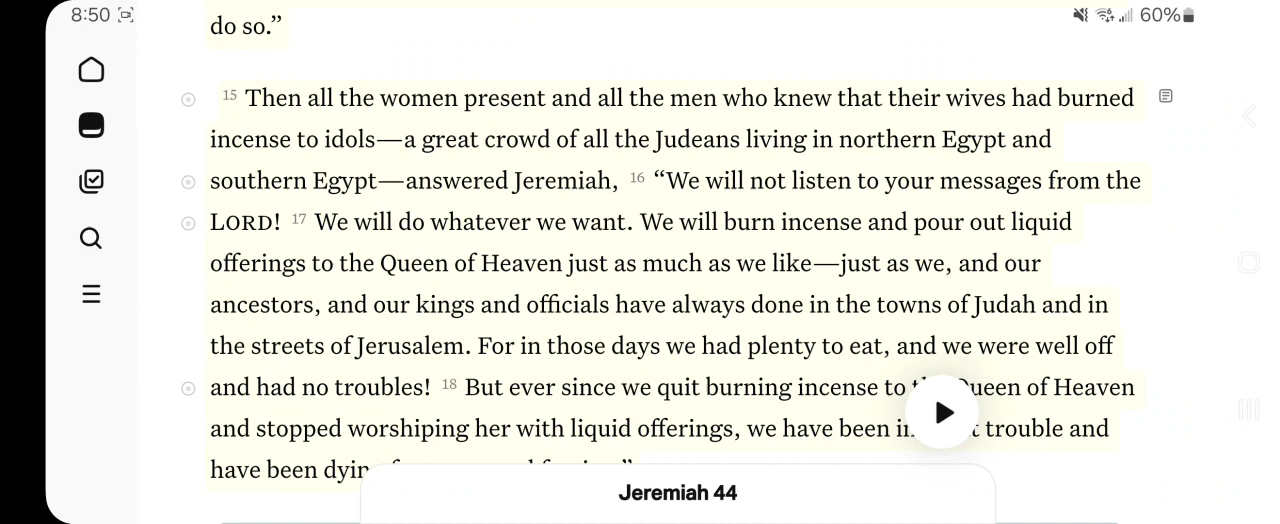 8:50 60%
do so.”
15 Then all the women present and all the men who knew that their wives had burned
incense to idols—a great crowd of all the Judeans living in northern Egypt and
southern Egypt—answered Jeremiah, 16 “We will not listen to your messages from the
LORD! 17 We will do whatever we want. We will burn incense and pour out liquid
offerings to the Queen of Heaven just as much as we like—just as we, and our
ancestors, and our kings and officials have always done in the towns of Judah and in
the streets of Jerusalem. For in those days we had plenty to eat, and we were well off
and had no troubles! 18 But ever since we quit burning incense to Queen of Heaven
and stopped worshiping her with liquid offerings, we have been trouble and
have been
Jeremiah 44